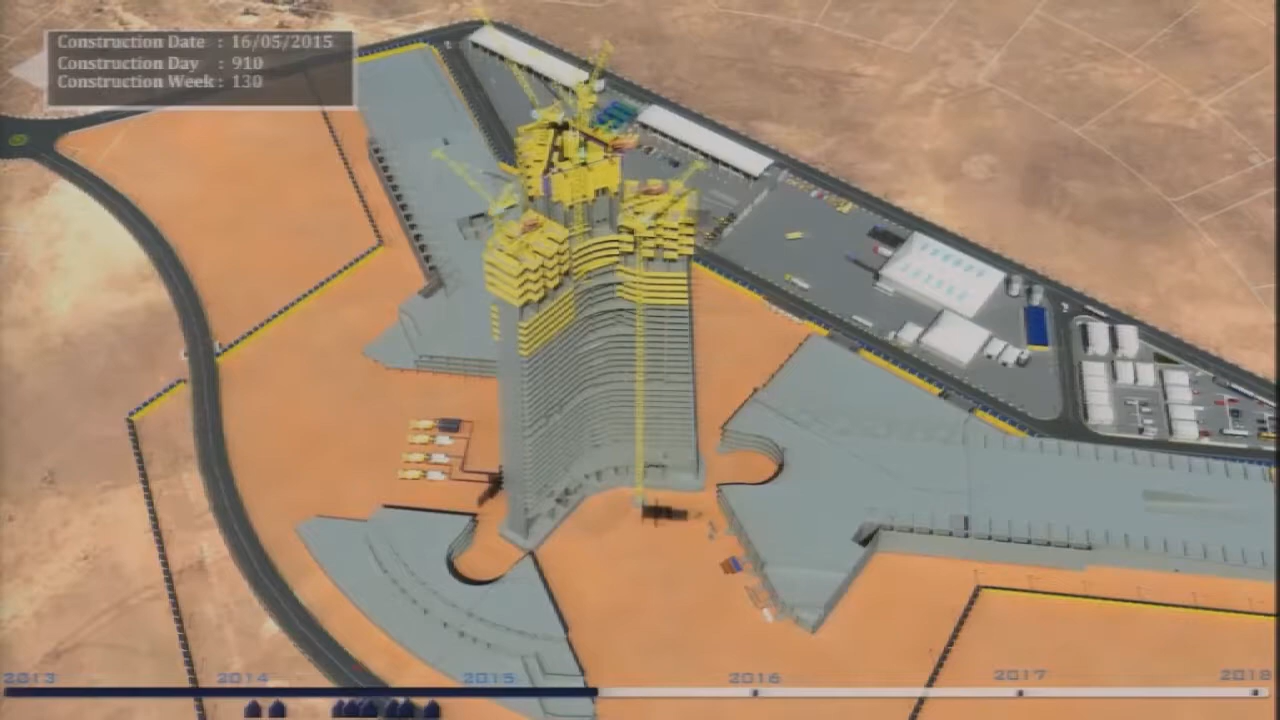 Construction Date : 16/05/2015
Construction Day : 910
Construction Week : 130
2013 2014 2015 2016 2017 2018